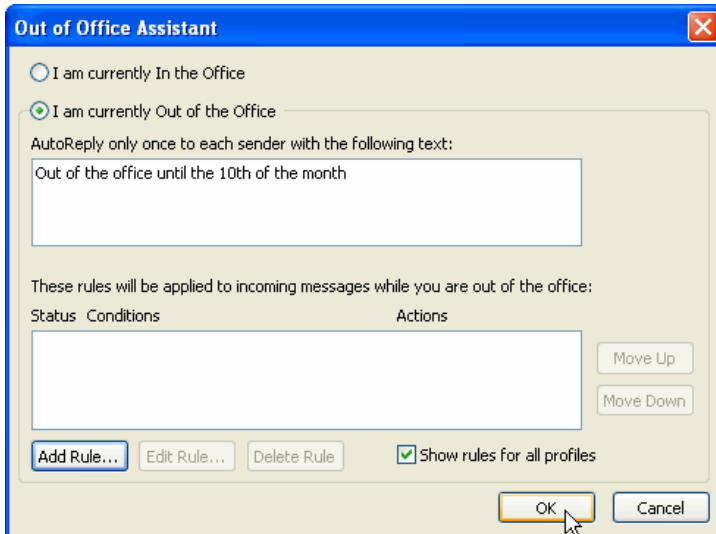 Out of Office Assistant
I am currently In the Office
I am currently Out of the Office
AutoReply only once to each sender with the following text:
Out of the office until the 10th of the month
These rules will be applied to incoming messages while you are out of the office:
Status Conditions Actions
Move Up
Move Down
Add Rule... Edit Rule... Delete Rule Show rules for all profiles
OK Cancel